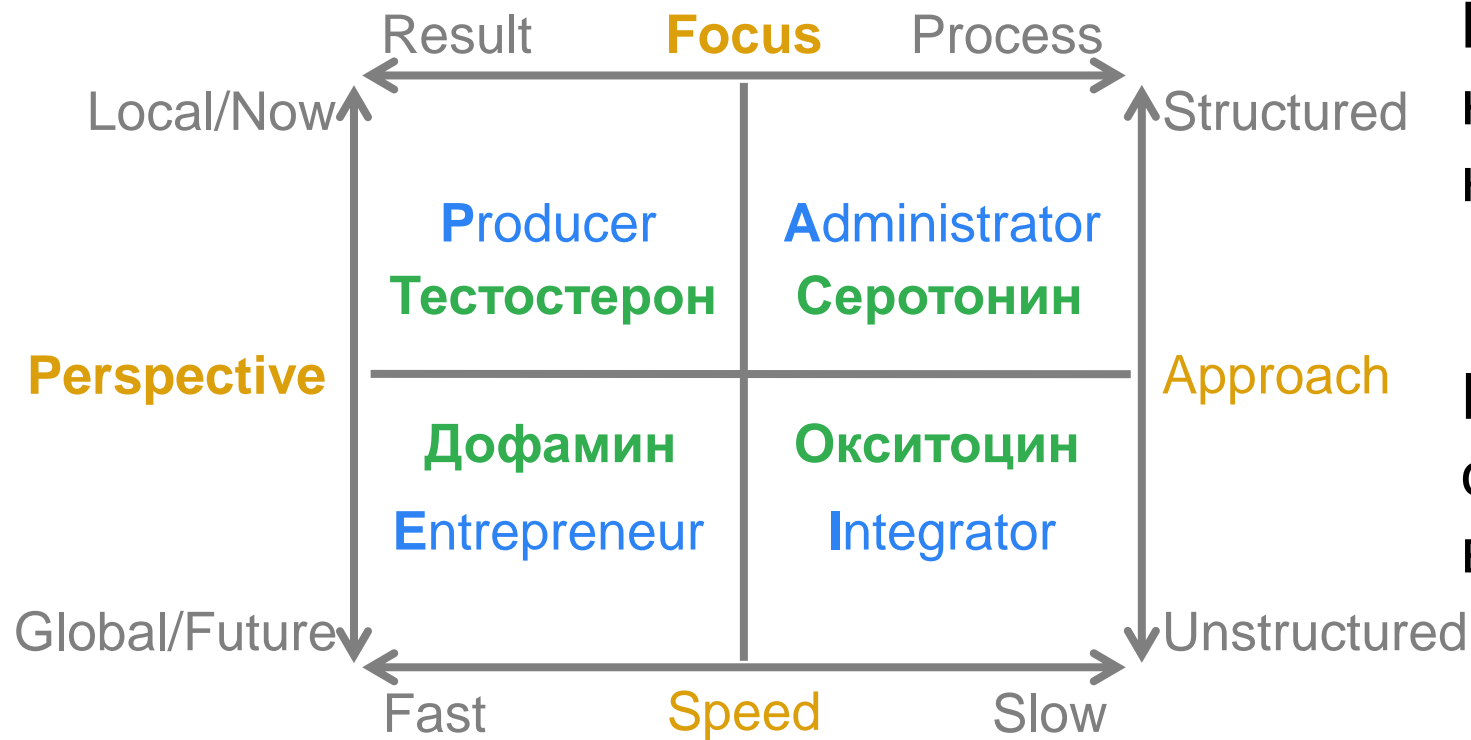 Result Focus Process
Local/Now Structured
Producer Administrator
Тестостерон Серотонин
Perspective Approach
Дофамин Окситоцин
Entrepreneur Integrator
Global/Future Unstructured
Fast Speed Slow